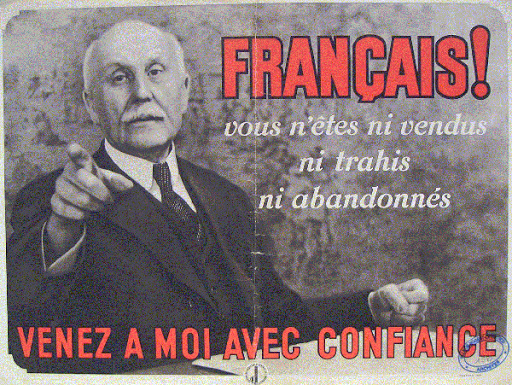 FRANÇAIS!
vous n'êtes ni vendus
ni trahis
ni abandonnés
VENEZ A MOI AVEC CONFIANCE